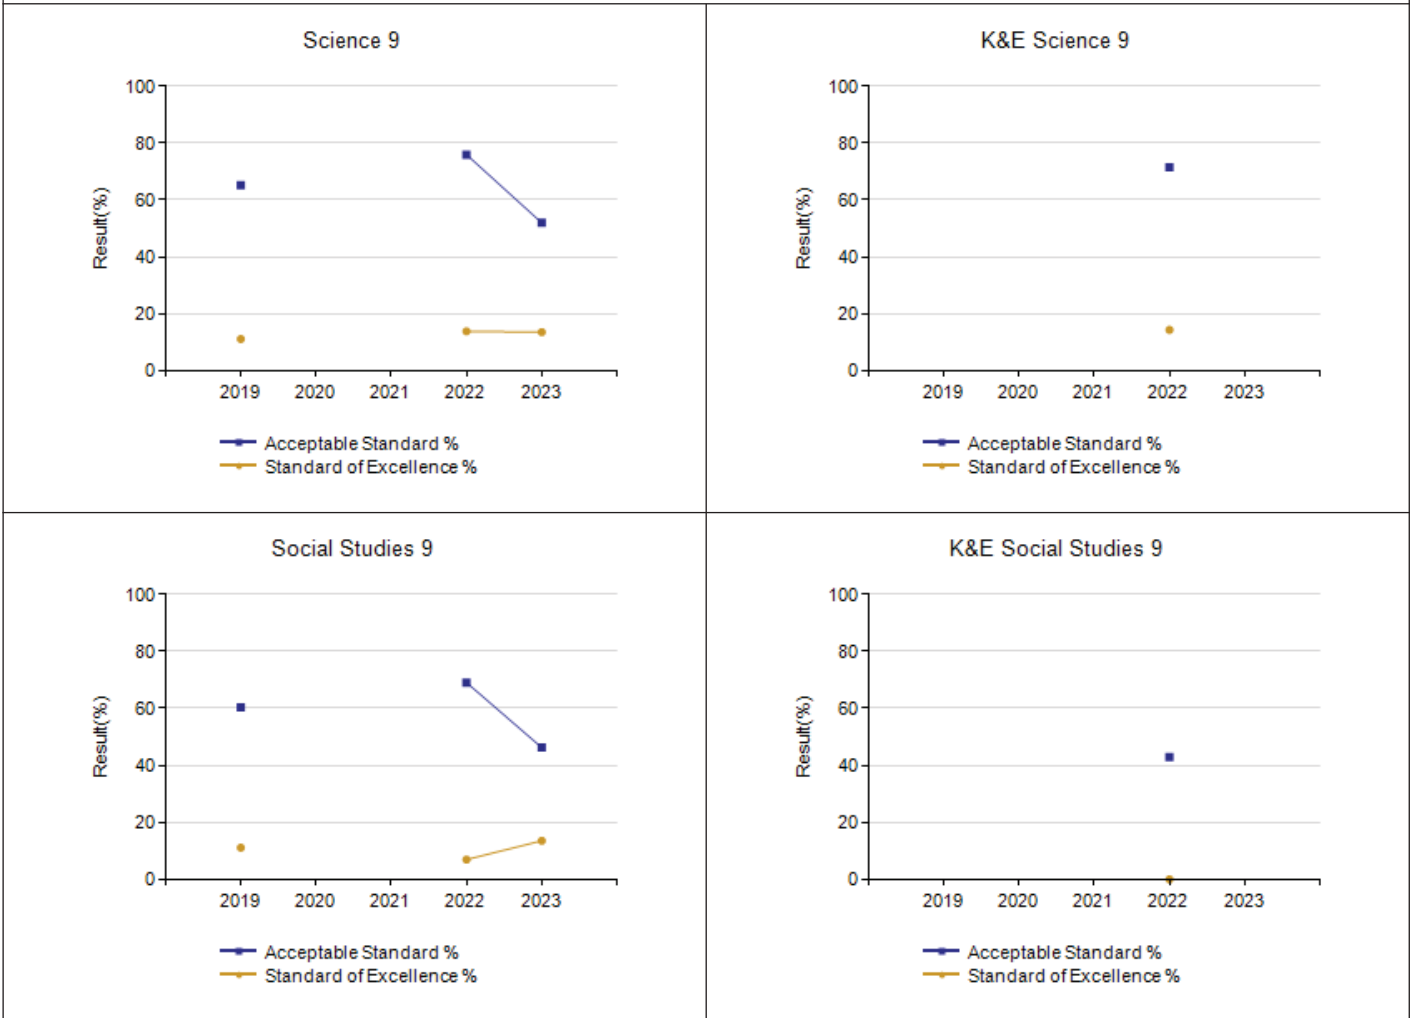 Science 9
100
80
60
40
20
0
Result(%)
2019 2020 2021 2022 2023
Acceptable Standard %
Standard of Excellence %
K&E Science 9
100
80
60
40
20
0
Result(%)
2019 2020 2021 2022 2023
Acceptable Standard %
Standard of Excellence %
Social Studies 9
100
80
60
40
20
0
Result(%)
2019 2020 2021 2022 2023
Acceptable Standard %
Standard of Excellence %
K&E Social Studies 9
100
80
60
40
20
0
Result(%)
2019 2020 2021 2022 2023
Acceptable Standard %
Standard of Excellence %